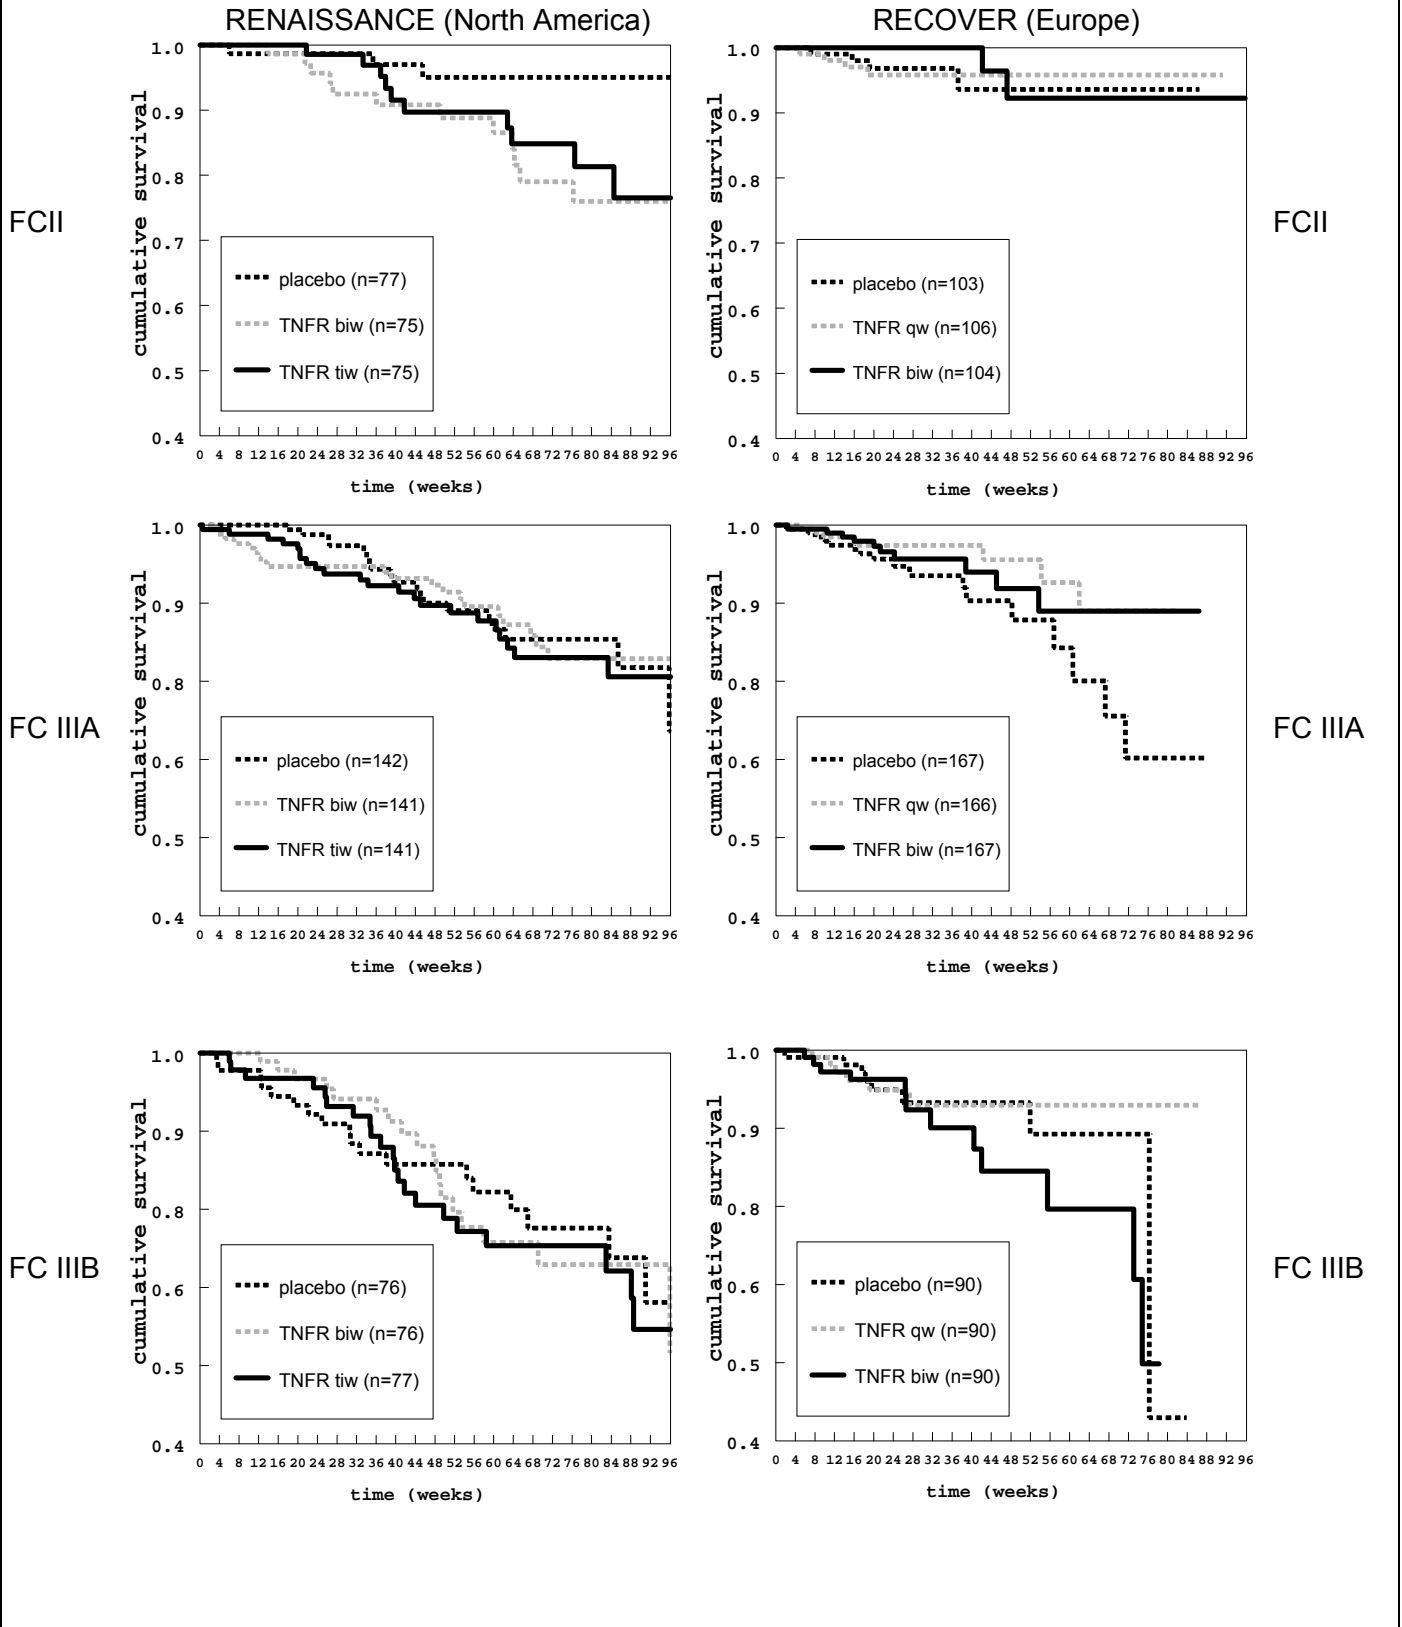 RENAISSANCE (North America)
RECOVER (Europe)
FCII
cumulative survival
1.0
0.9
0.8
0.7
0.6
0.5
0.4
placebo (n=77)
TNFR biw (n=75)
TNFR tiw (n=75)
0 4 8 12 16 20 24 28 32 36 40 44 48 52 56 60 64 68 72 76 80 84 88 92 96
time (weeks)
cumulative survival
1.0
0.9
0.8
0.7
0.6
0.5
0.4
placebo (n=103)
TNFR qw (n=106)
TNFR biw (n=104)
0 4 8 12 16 20 24 28 32 36 40 44 48 52 56 60 64 68 72 76 80 84 88 92 96
time (weeks)
FCII
FC IIIA
cumulative survival
1.0
0.9
0.8
0.6
0.5
0.4
placebo (n=142)
TNFR biw (n=141)
TNFR tiw (n=141)
0 4 8 12 16 20 24 28 32 36 40 44 48 52 56 60 64 68 72 76 80 84 88 92 96
time (weeks)
cumulative survival
1.0
0.9
0.8
0.6
0.5
0.4
placebo (n=167)
TNFR qw (n=166)
TNFR biw (n=167)
0 4 8 12 16 20 24 28 32 36 40 44 48 52 56 60 64 68 72 76 80 84 88 92 96
time (weeks)
FC IIIA
FC IIIB
cumulative survival
1.0
0.9
0.8
0.6
0.5
0.4
placebo (n=76)
TNFR biw (n=76)
TNFR tiw (n=77)
0 4 8 12 16 20 24 28 32 36 40 44 48 52 56 60 64 68 72 76 80 84 88 92 96
time (weeks)
cumulative survival
1.0
0.9
0.8
0.6
0.5
0.4
placebo (n=90)
TNFR qw (n=90)
TNFR biw (n=90)
0 4 8 12 16 20 24 28 32 36 40 44 48 52 56 60 64 68 72 76 80 84 88 92 96
time (weeks)
FC IIIB